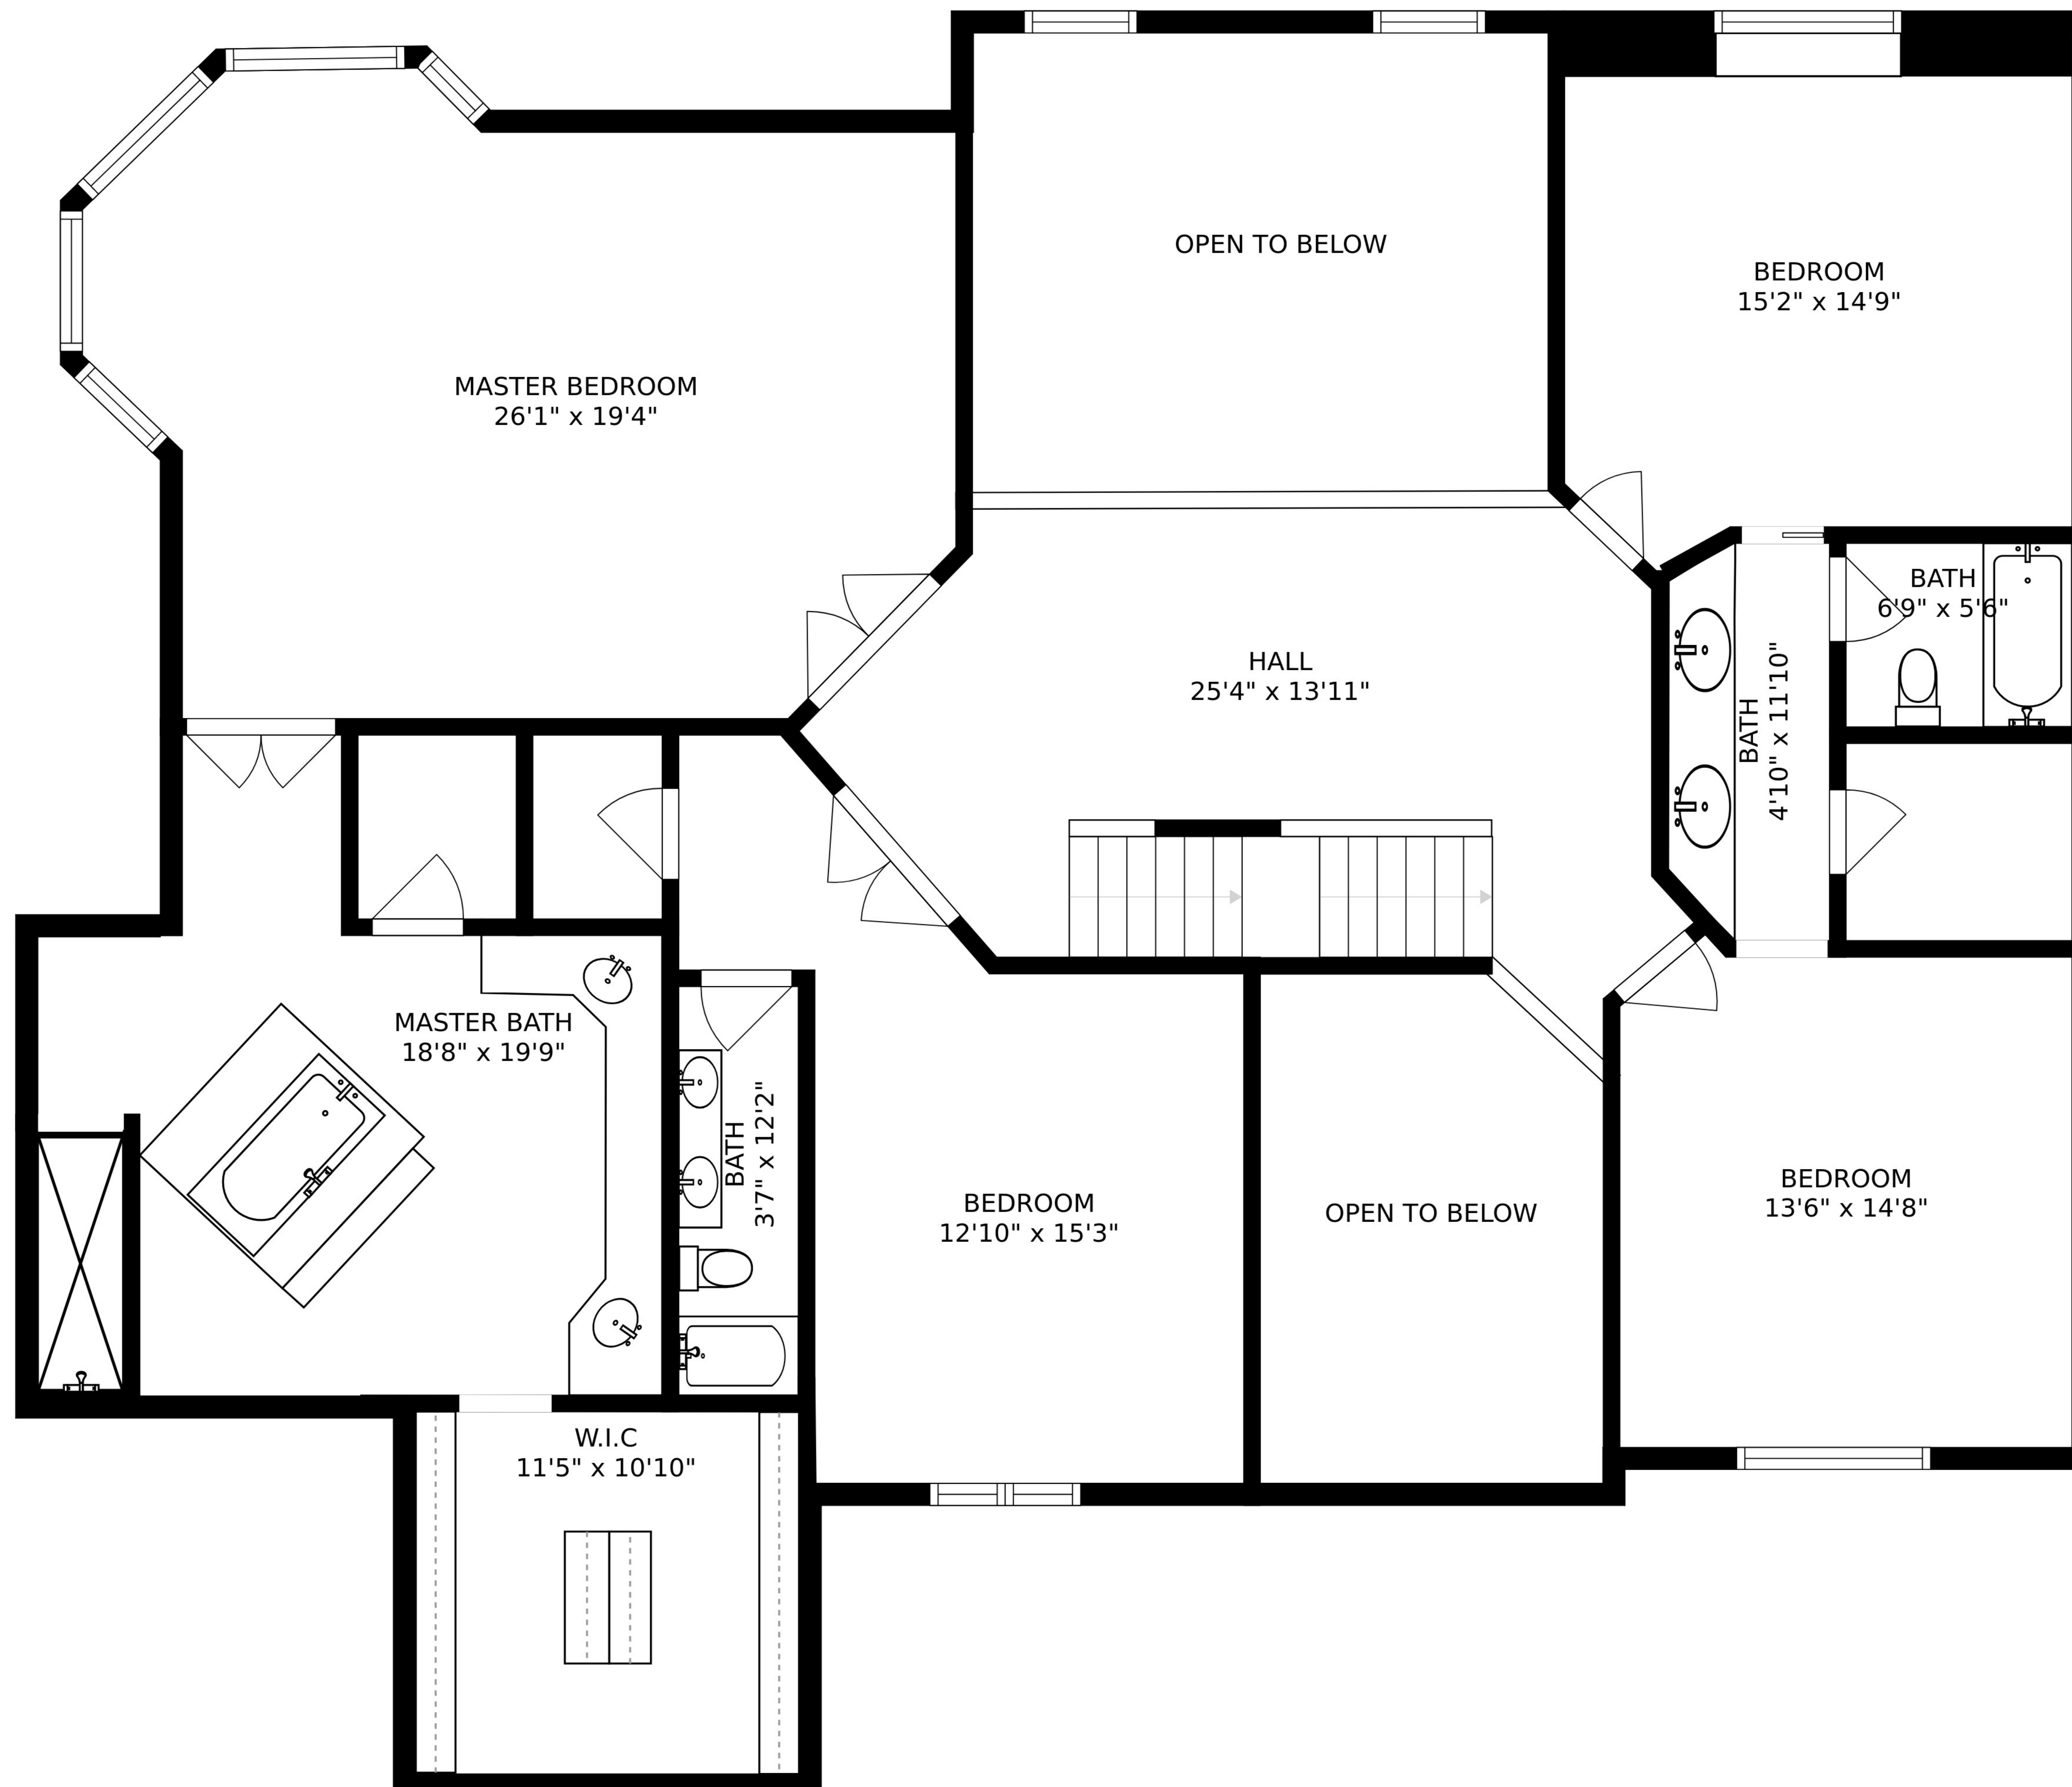 OPEN TO BELOW
BEDROOM
15'2" x 14'9"
MASTER BEDROOM
26'1" x 19'4"
BATH
6'9" x 5'6"
HALL
25'4" x 13'11"
BATH
4'10" x 11'10"
MASTER BATH
18'8" x 19'9"
BATH
3'7" x 12'2"
BEDROOM
12'10" x 15'3"
OPEN TO BELOW
BEDROOM
13'6" x 14'8"
W.I.C
11'5" x 10'10"